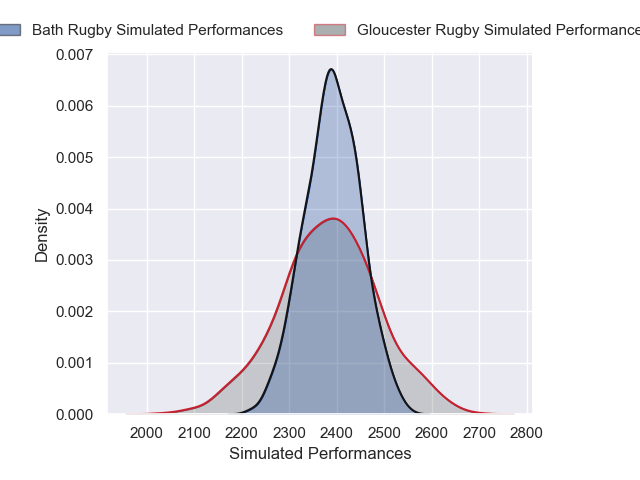 Bath Rugby Simulated Performances Gloucester Rugby Simulated Performance
0.007
0.006
0.005
0.004
0.003
0.002
0.001
0.000
Density
2000 2100 2200 2300 2400 2500 2600 2700 2800
Simulated Performances